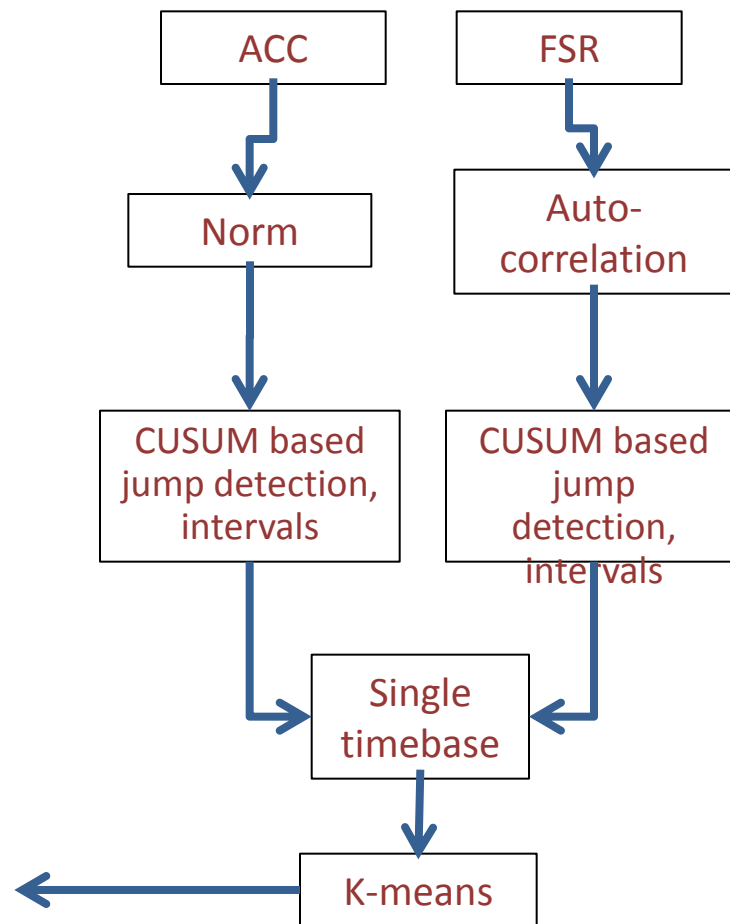 ACC
FSR
Norm
Auto-
correlation
CUSUM based
jump detection,
intervals
CUSUM based
jump
detection,
intervals
Single
timebase
K-means